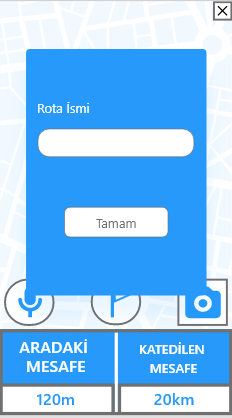 Rota İsmi
Tamam
ARADAKİ
MESAFE
KATEDİLEN
MESAFE
120m
20km